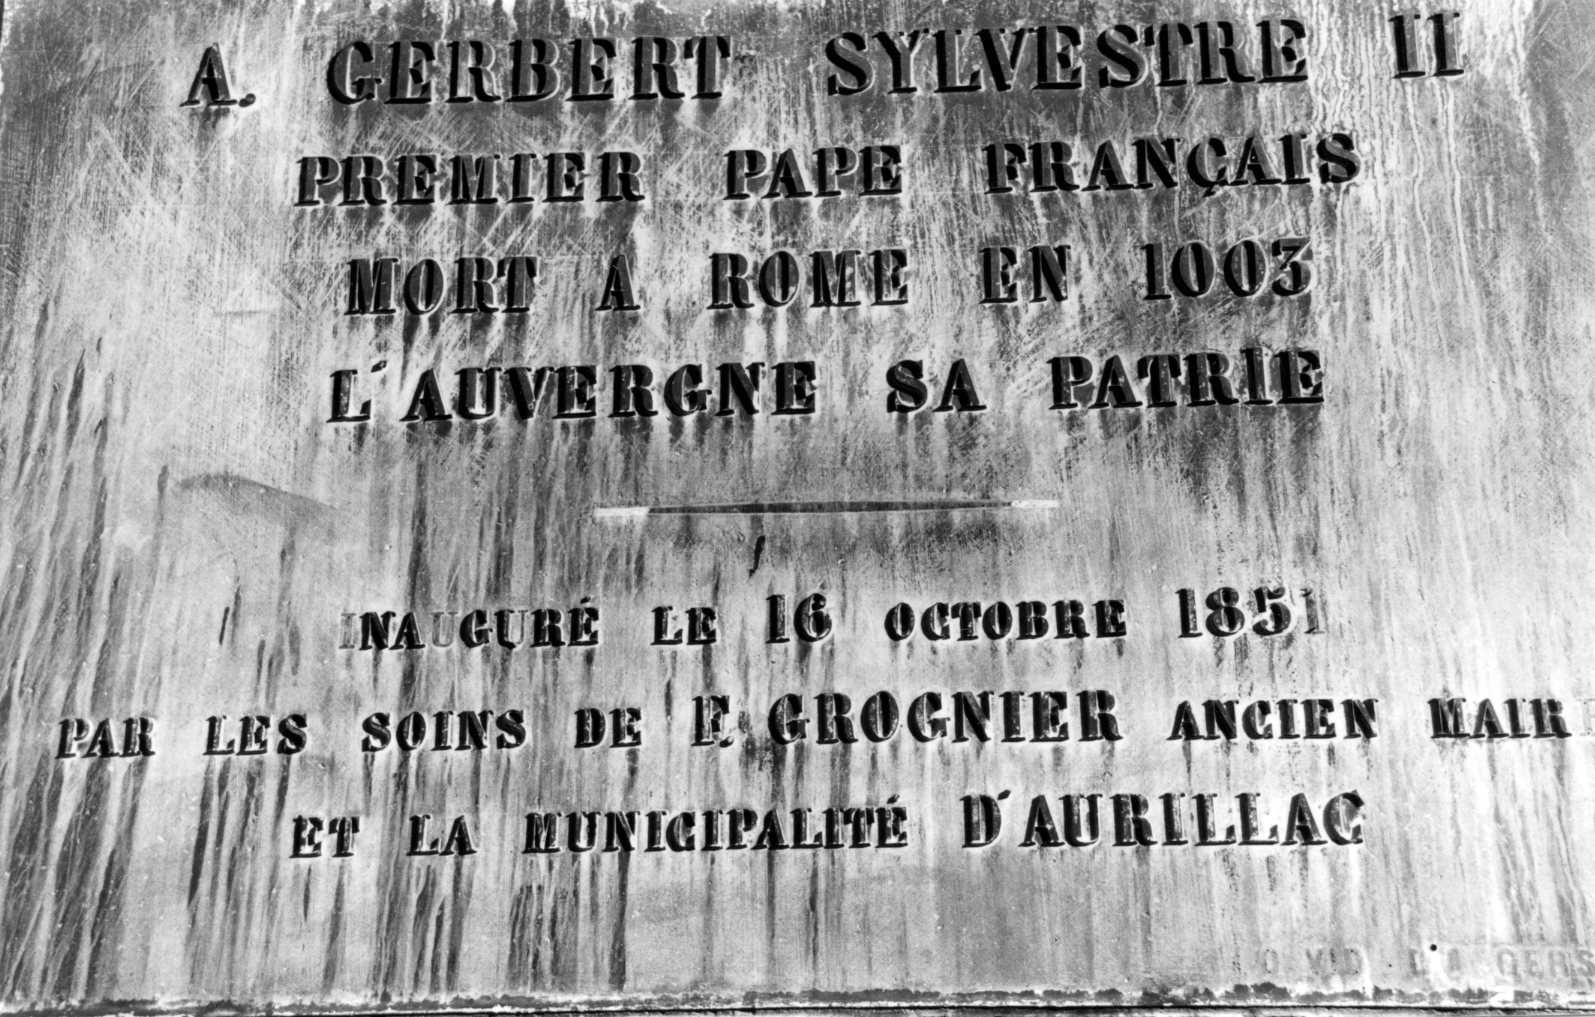 A. GERBERT SYLVESTRE II
PREMIER PAPE FRANÇAIS
MORT A ROME EN 1003
L'AUVERGNE SA PATRIE
INAUGURÉ LE 16 OCTOBRE 1851
PAR LES SOINS DE F. GROGNIER ANCIEN MAIRE
ET LA MUNICIPALITÉ D'AURILLAC